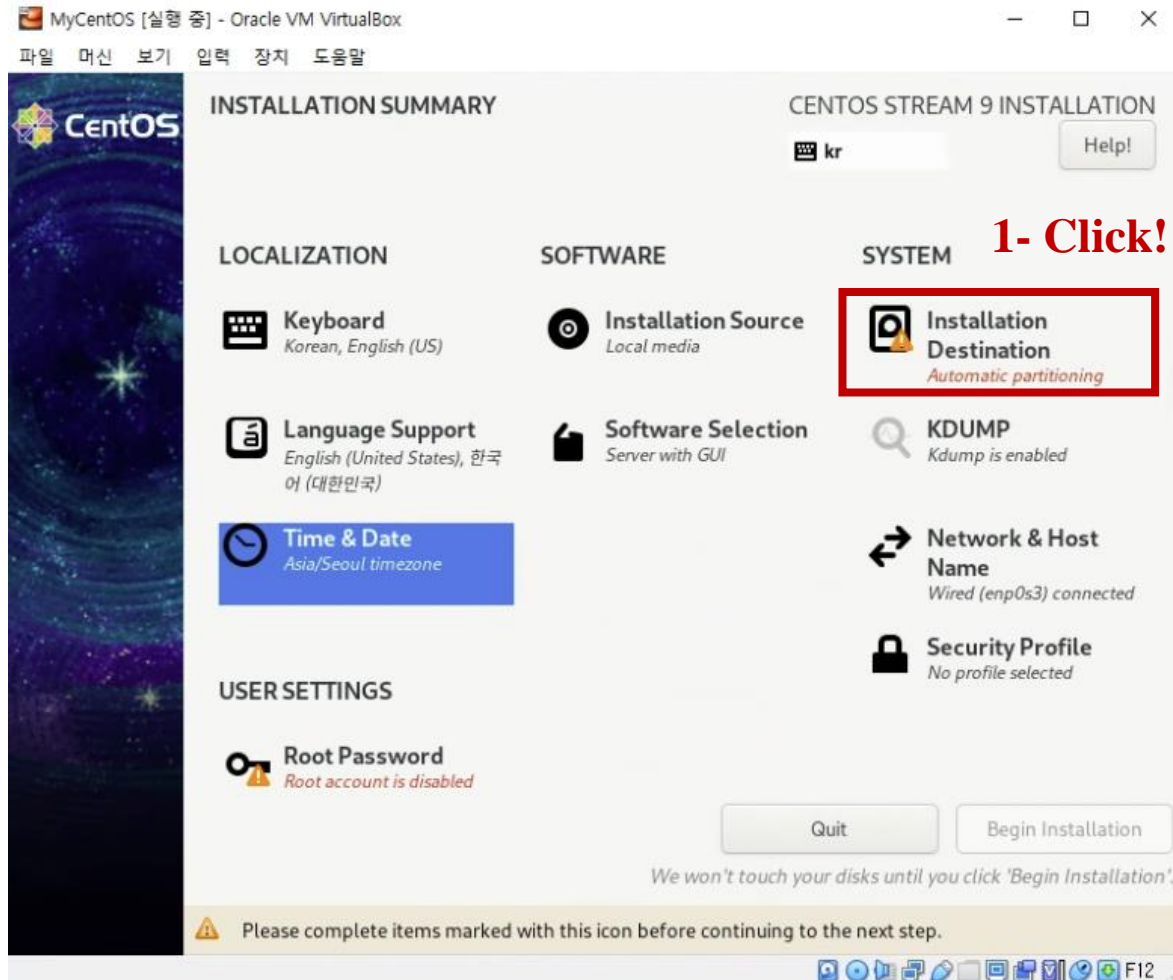 MyCentOS [실행 중] - Oracle VM VirtualBox
파일 머신 보기 입력 장치 도움말
CentOS
INSTALLATION SUMMARY
CENTOS STREAM 9 INSTALLATION
kr
Help!
1- Click!
LOCALIZATION
SOFTWARE
SYSTEM
Keyboard
Korean, English (US)
Installation Source
Local media
Installation
Destination
Automatic partitioning
Language Support
English (United States), 한국
어 (대한민국)
Software Selection
Server with GUI
KDUMP
Kdump is enabled
Time & Date
Asia/Seoul timezone
Network & Host
Name
Wired (enp0s3) connected
Security Profile
No profile selected
USER SETTINGS
Root Password
Root account is disabled
Quit
Begin Installation
We won't touch your disks until you click 'Begin Installation'.
Please complete items marked with this icon before continuing to the next step.
F12